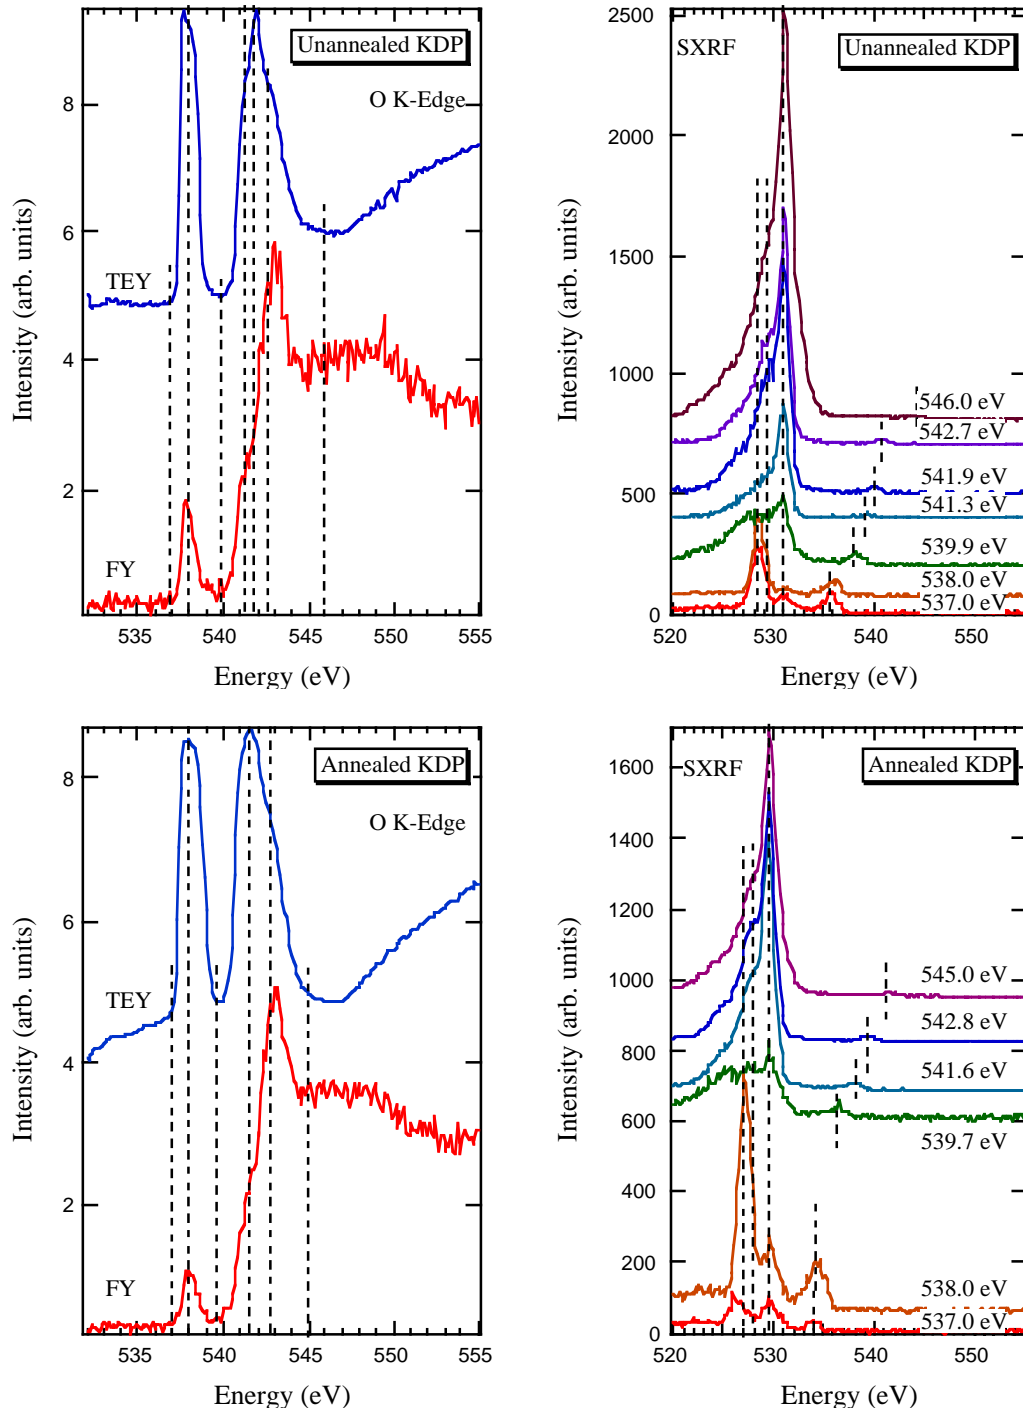 Unannealed KDP
O K-Edge
TEY
FY
Intensity (arb. units)
8
6
4
2
535 540 545 550 555
Energy (eV)
SXRF
Unannealed KDP
Intensity (arb. units)
2500
2000
1500
1000
500
0
546.0 eV
542.7 eV
541.9 eV
541.3 eV
539.9 eV
538.0 eV
537.0 eV
520 530 540 550
Energy (eV)
Annealed KDP
O K-Edge
TEY
FY
Intensity (arb. units)
8
6
4
2
535 540 545 550 555
Energy (eV)
SXRF
Annealed KDP
Intensity (arb. units)
1600
1400
1200
1000
800
600
400
200
0
545.0 eV
542.8 eV
541.6 eV
539.7 eV
538.0 eV
537.0 eV
520 530 540 550
Energy (eV)